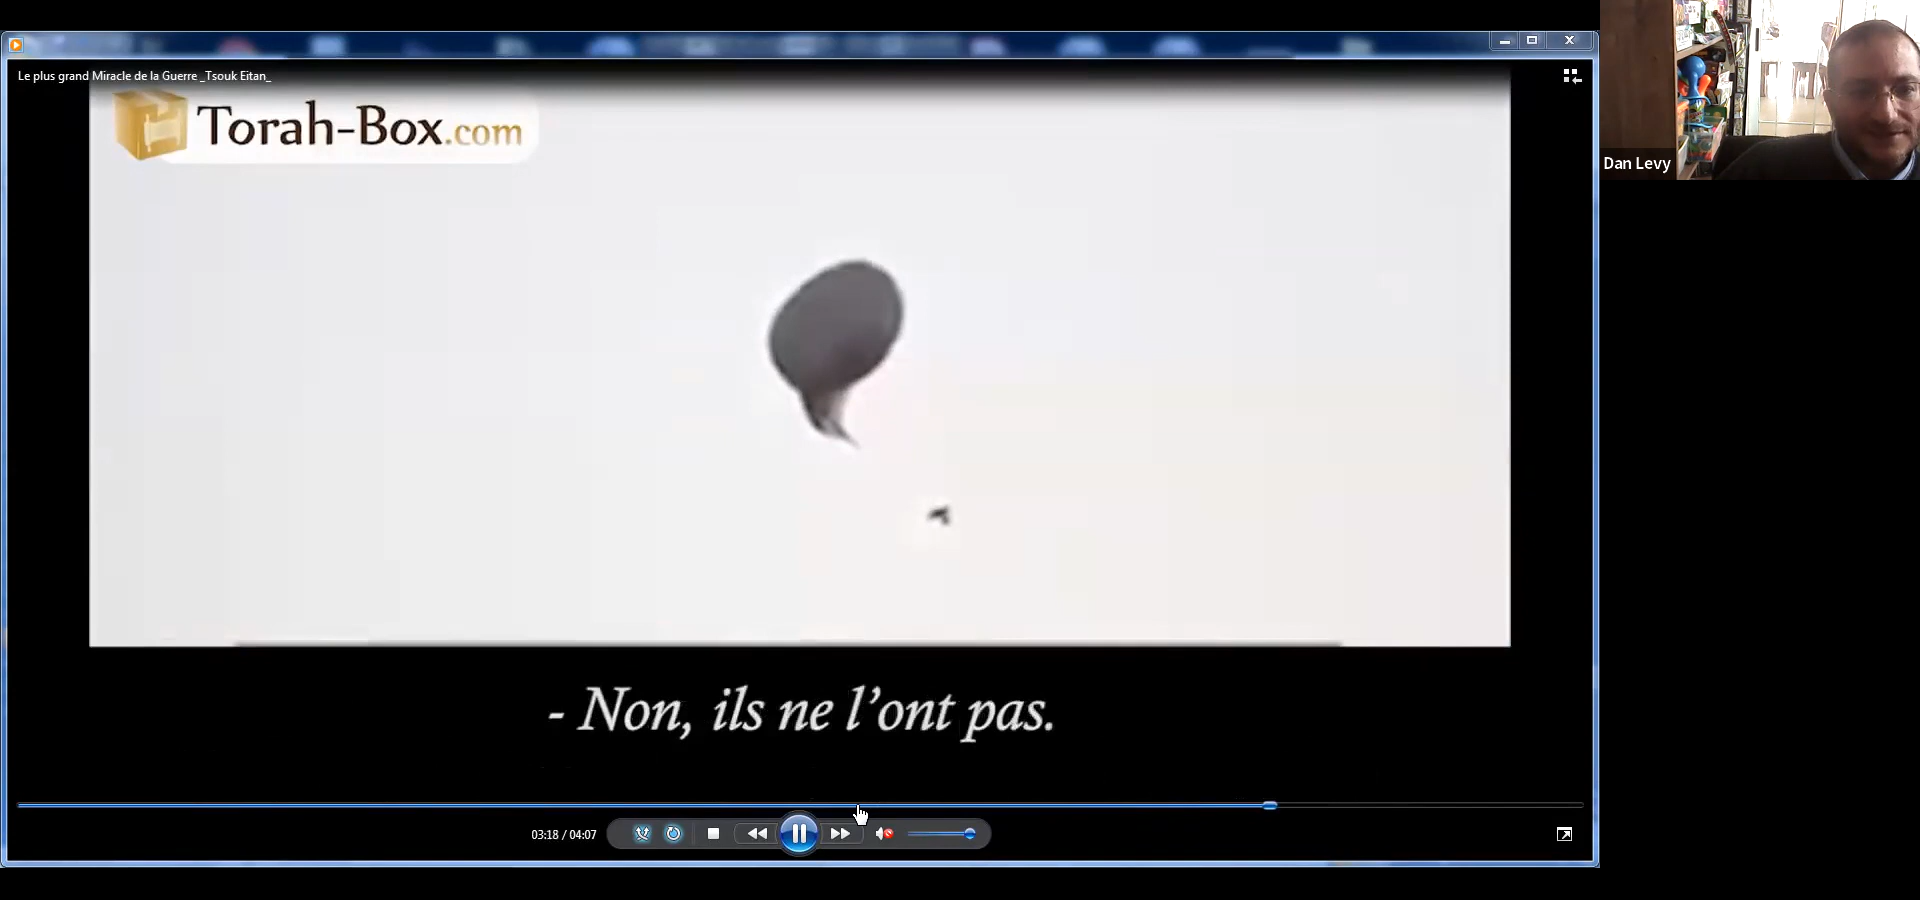 Le plus grand Miracle de la Guerre _Tsouk Eitan_
Torah-Box.com
Dan Levy
- Non, ils ne l’ont pas.
03:18 / 04:07